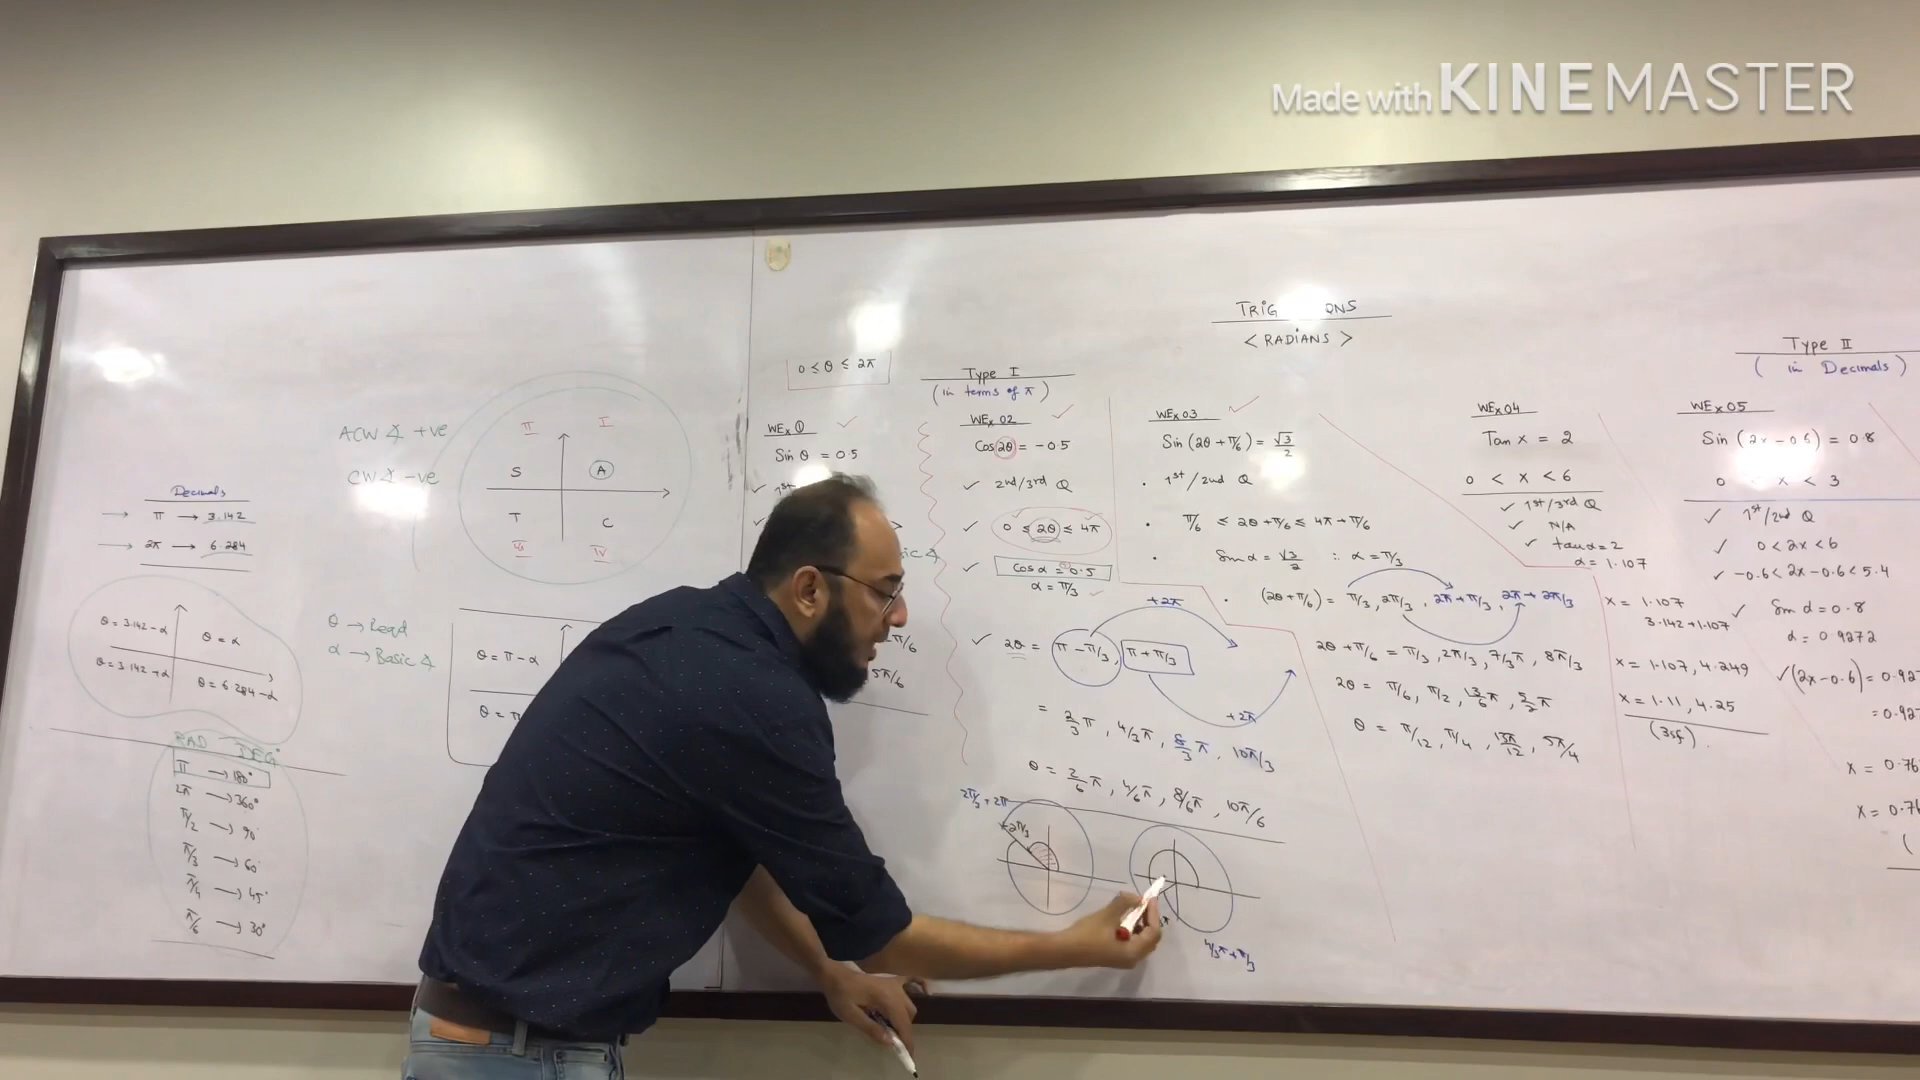 Made with KINEMASTER
TRIG QNS
< RADIANS >
Decimals
π → 3.142
2π → 6.284
θ = 3.142 - α
θ = α
θ = 3.142 + α
θ = 6.284 - α
RAD DEG°
π → 180°
2π → 360°
π/2 → 90°
π/3 → 60°
π/4 → 45°
π/6 → 30°
ACW ∡ +ve
CW ∡ -ve
II I
S A
T C
III IV
θ → Read
α → Basic ∡
θ = π - α
0 ≤ θ ≤ 2π
Type I
(in terms of π)
WEx ①
Sin θ = 0.5
1st
5π/6
WEx 02
Cos 2θ = -0.5
2nd/3rd Q
0 ≤ 2θ ≤ 4π
Cos α = 0.5
α = π/3
+2π
2θ = π - π/3, π + π/3
+2π
= 2/3 π, 4/3 π, 8/3 π, 10π/3
θ = 2/6 π, 4/6 π, 8/6 π, 10π/6
2π/3 + 2π
+2π/3
4/3 π + π/3
WEx 03
Sin (2θ + π/6) = √3/2
1st/2nd Q
π/6 ≤ 2θ + π/6 ≤ 4π + π/6
Sin α = √3/2 ∴ α = π/3
(2θ + π/6) = π/3, 2π/3, 2π + π/3, 2π + 2π/3
2θ + π/6 = π/3, 2π/3, 7/3 π, 8π/3
2θ = π/6, π/2, 13/6 π, 5/2 π
θ = π/12, π/4, 13π/12, 5π/4
WEx 04
Tan x = 2
0 < x < 6
1st/3rd Q
N/A
tan α = 2
α = 1.107
x = 1.107
3.142 + 1.107
x = 1.107, 4.249
x = 1.11, 4.25
(3sf).
Type II
(in Decimals)
WEx 05
Sin (2x - 0.6) = 0.8
0 x < 3
1st/2nd Q
0 < 2x < 6
-0.6 < 2x - 0.6 < 5.4
Sin α = 0.8
α = 0.9272
(2x - 0.6) = 0.927
= 0.927
x = 0.76
x = 0.76
(